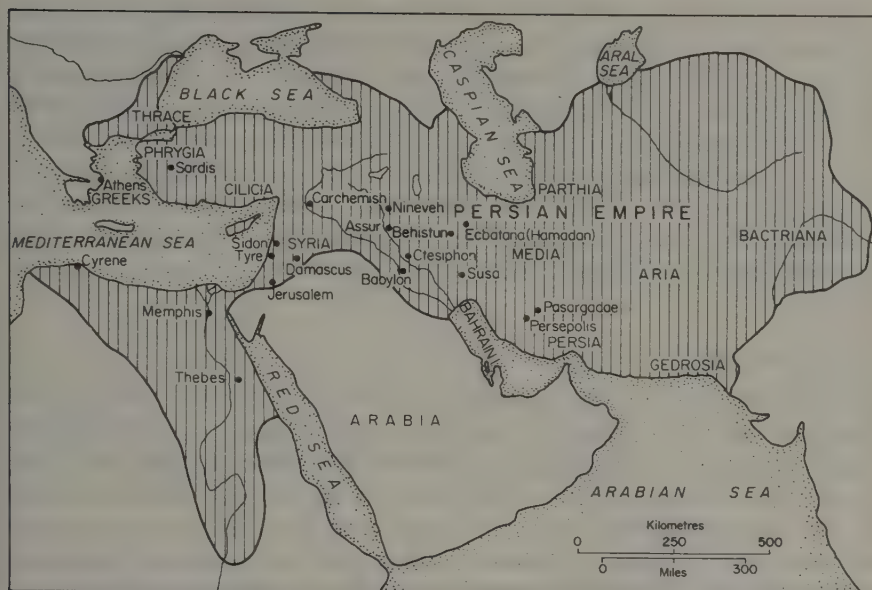 BLACK SEA
CASPIAN SEA
ARAL SEA
THRACE
PHRYGIA
Sardis
Athens
GREEKS
CILICIA
Carchemish
Nineveh
PARTHIA
PERSIAN EMPIRE
Assur
Behistun
Ecbatana (Hamadan)
MEDITERRANEAN SEA
Sidon
SYRIA
MEDIA
BACTRIANA
Cyrene
Tyre
Damascus
Ctesiphon
ARIA
Babylon
Susa
Jerusalem
Memphis
BAHRAIN
Pasargadae
Persepolis
PERSIA
GEDROSIA
Thebes
RED SEA
ARABIA
ARABIAN SEA
Kilometres
0 250 500
0 300
Miles